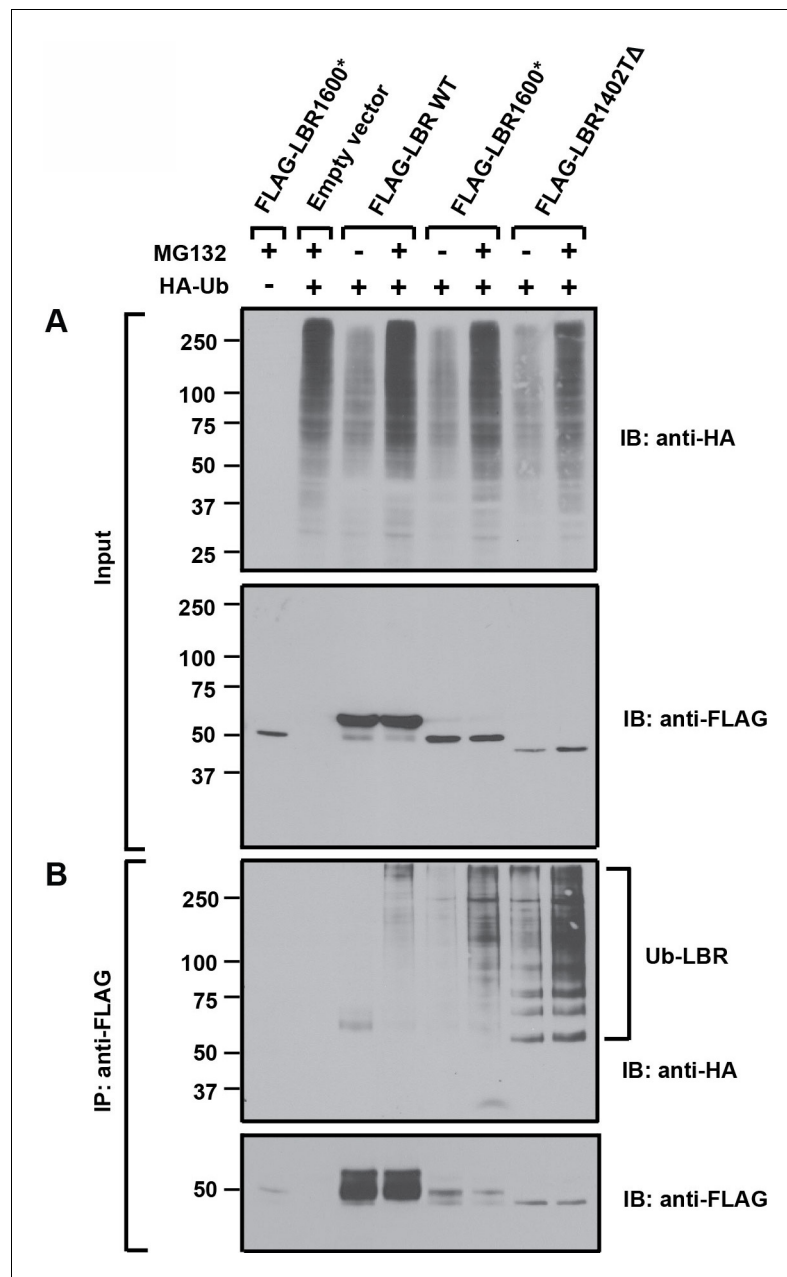 FLAG-LBR1600*
Empty vector
FLAG-LBR WT
FLAG-LBR1600*
FLAG-LBR1402TΔ
MG132 + + - + - + - +
HA-Ub - + + + + + + +
A
Input
250
100
75
50
37
25
IB: anti-HA
250
100
75
50
37
IB: anti-FLAG
B
IP: anti-FLAG
250
100
75
50
37
Ub-LBR
IB: anti-HA
50
IB: anti-FLAG